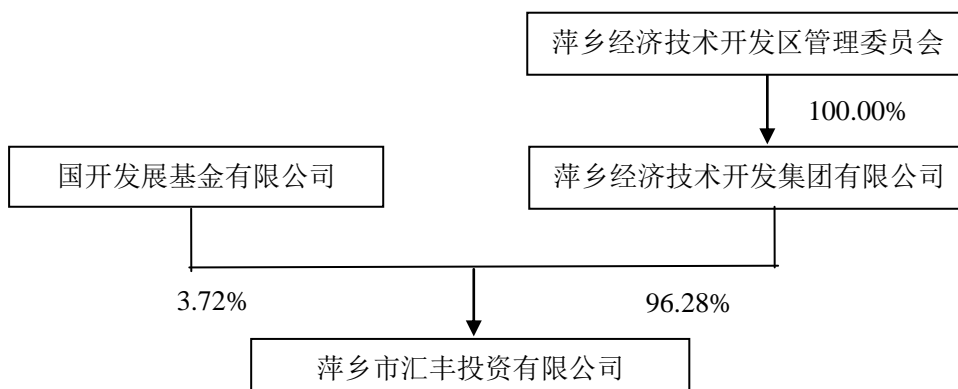 萍乡经济技术开发区管理委员会
100.00%
国开发展基金有限公司
萍乡经济技术开发集团有限公司
3.72%
96.28%
萍乡市汇丰投资有限公司